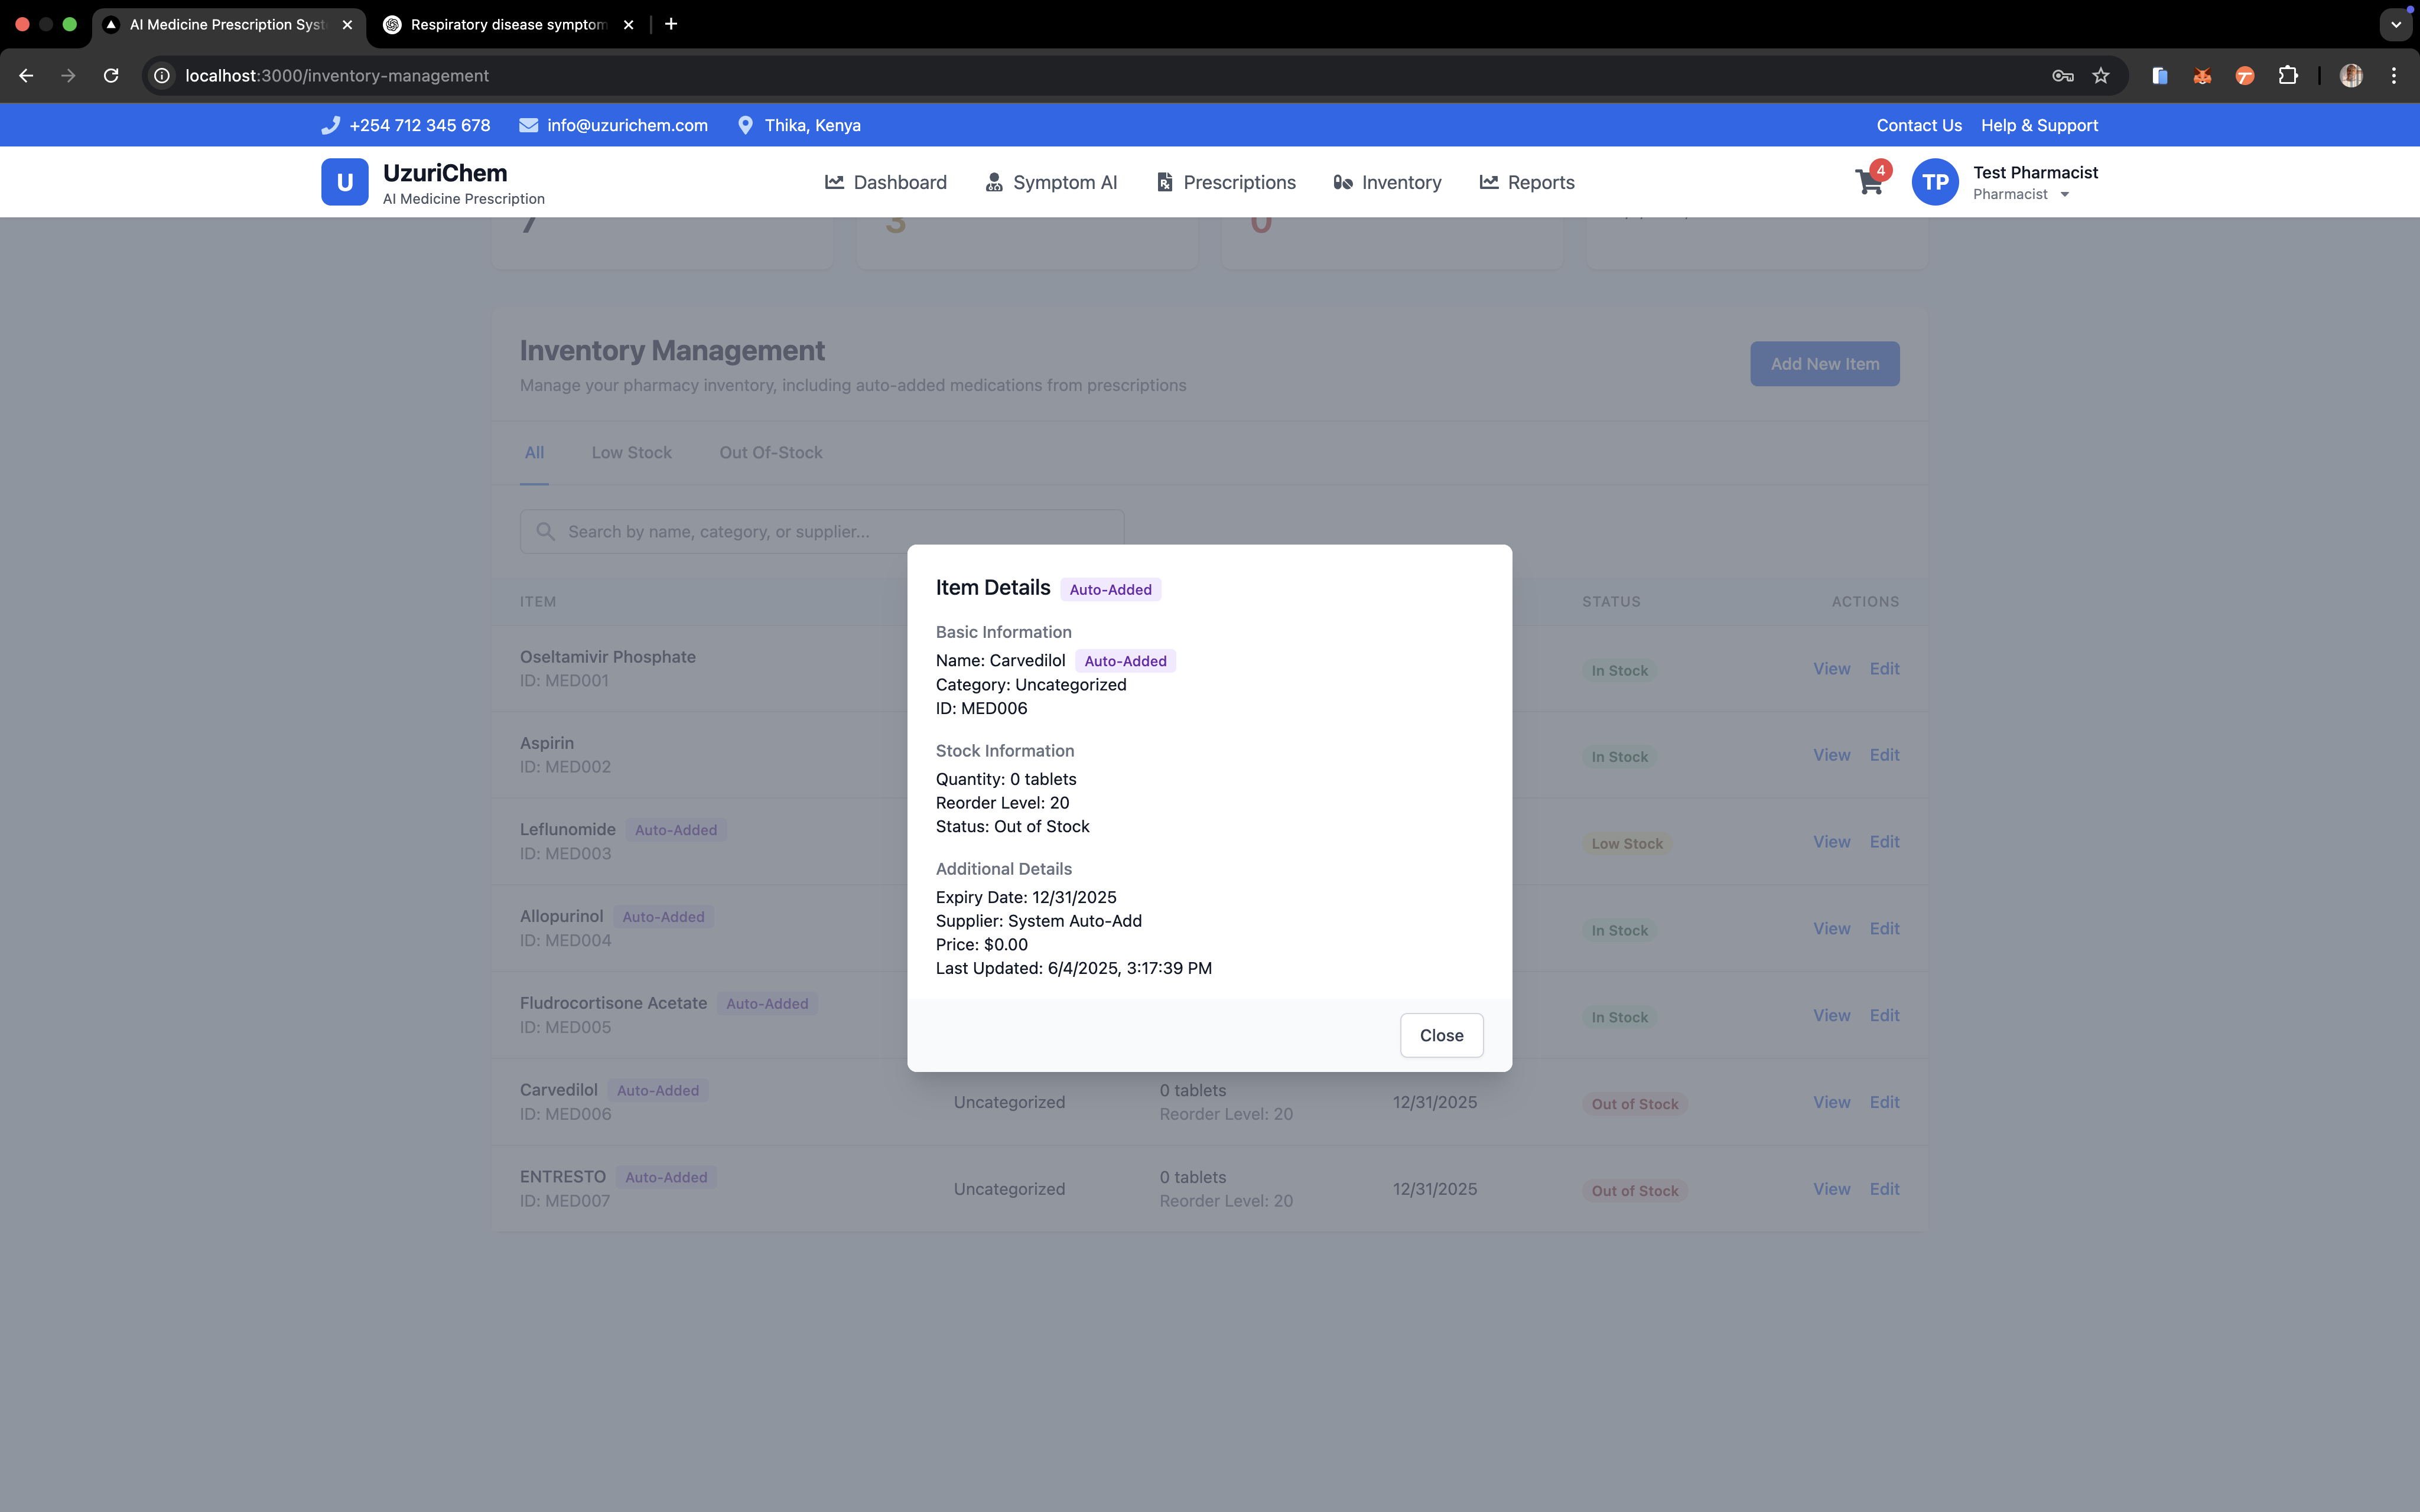 AI Medicine Prescription Syst
Respiratory disease symptom
localhost:3000/inventory-management
+254 712 345 678
info@uzurichem.com
Thika, Kenya
Contact Us
Help & Support
U
UzuriChem
AI Medicine Prescription
Dashboard
Symptom AI
Prescriptions
Inventory
Reports
4
TP
Test Pharmacist
Pharmacist
7
3
0
Inventory Management
Manage your pharmacy inventory, including auto-added medications from prescriptions
Add New Item
All
Low Stock
Out Of-Stock
Search by name, category, or supplier...
ITEM
STATUS
ACTIONS
Oseltamivir Phosphate
ID: MED001
In Stock
View
Edit
Aspirin
ID: MED002
In Stock
View
Edit
Leflunomide
Auto-Added
ID: MED003
Low Stock
View
Edit
Allopurinol
Auto-Added
ID: MED004
In Stock
View
Edit
Fludrocortisone Acetate
Auto-Added
ID: MED005
In Stock
View
Edit
Carvedilol
Auto-Added
ID: MED006
Uncategorized
0 tablets
Reorder Level: 20
12/31/2025
Out of Stock
View
Edit
ENTRESTO
Auto-Added
ID: MED007
Uncategorized
0 tablets
Reorder Level: 20
12/31/2025
Out of Stock
View
Edit
Item Details
Auto-Added
Basic Information
Name: Carvedilol
Auto-Added
Category: Uncategorized
ID: MED006
Stock Information
Quantity: 0 tablets
Reorder Level: 20
Status: Out of Stock
Additional Details
Expiry Date: 12/31/2025
Supplier: System Auto-Add
Price: $0.00
Last Updated: 6/4/2025, 3:17:39 PM
Close